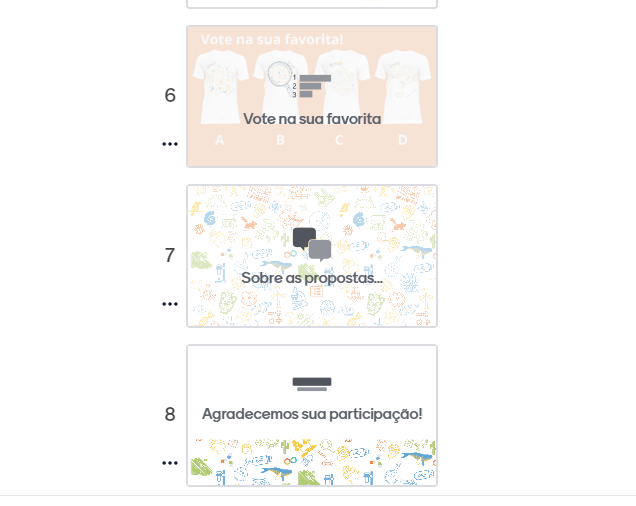 Vote na sua favorita!
6
1
2
3
Vote na sua favorita
A B C D
...
7
Sobre as propostas...
...
8
Agradecemos sua participação!
...